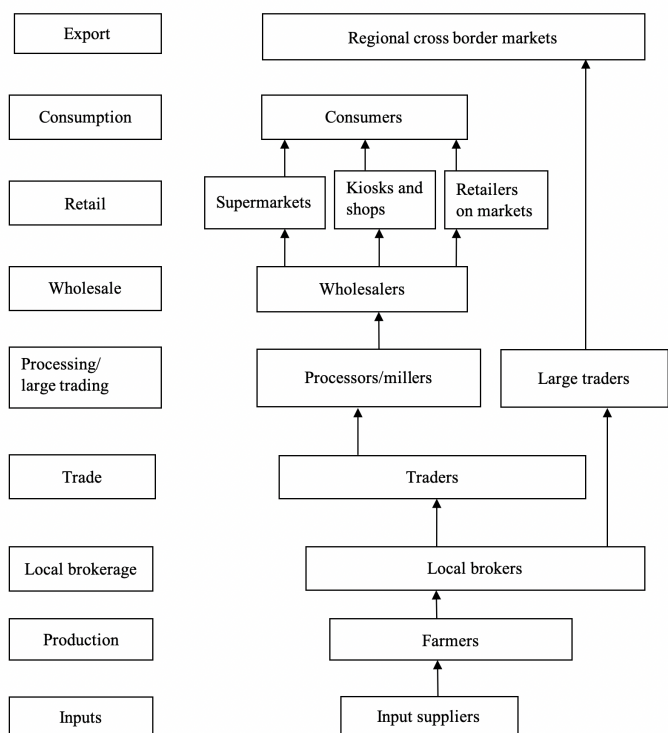 Export
Regional cross border markets
Consumption
Consumers
Retail
Supermarkets
Kiosks and
shops
Retailers
on markets
Wholesale
Wholesalers
Processing/
large trading
Processors/millers
Large traders
Trade
Traders
Local brokerage
Local brokers
Production
Farmers
Inputs
Input suppliers